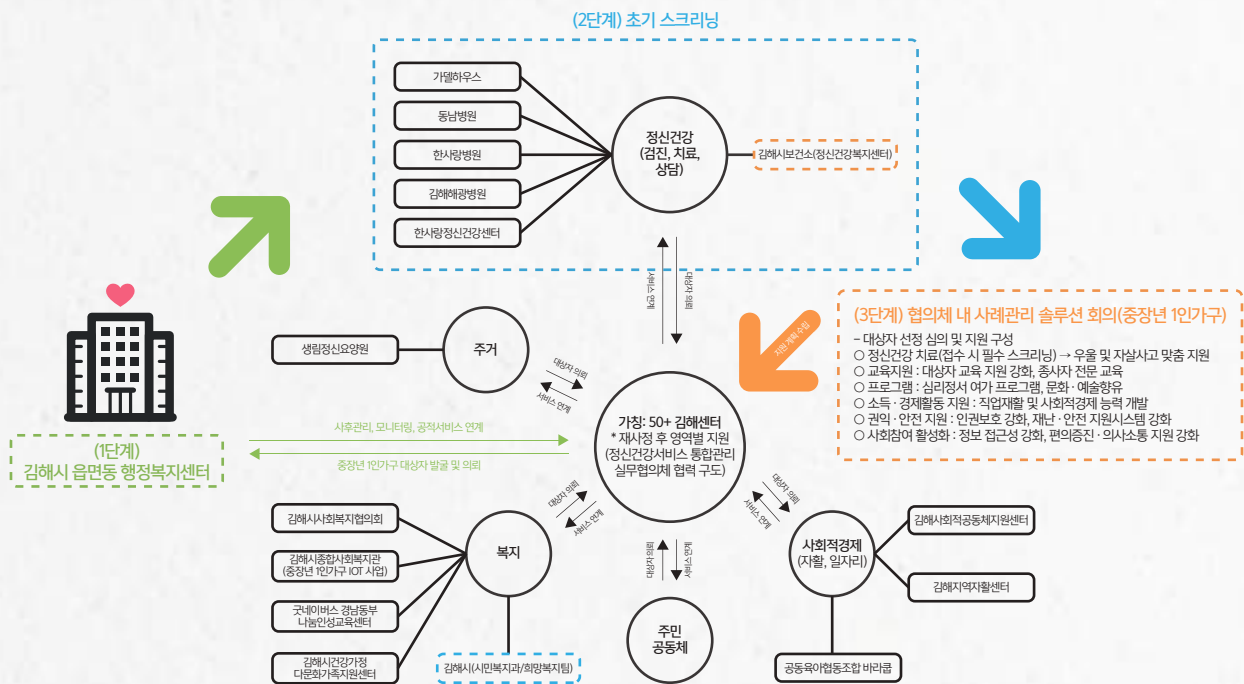 (2단계) 초기 스크리닝
가델하우스
동남병원
한사랑병원
김해해광병원
한사랑정신건강센터
정신건강
(검진, 치료,
상담)
김해시보건소(정신건강복지센터)
서비스 연계
대상자 의뢰
(3단계) 협의체 내 사례관리 솔루션 회의(중장년 1인가구)
- 대상자 선정 심의 및 지원 구성
○ 정신건강 치료(접수 시 필수 스크리닝) → 우울 및 자살사고 맞춤 지원
○ 교육지원 : 대상자 교육 지원 강화, 종사자 전문 교육
○ 프로그램 : 심리정서 여가 프로그램, 문화 · 예술향유
○ 소득 · 경제활동 지원 : 직업재활 및 사회적경제 능력 개발
○ 권익 · 안전 지원 : 인권보호 강화, 재난 · 안전 지원시스템 강화
○ 사회참여 활성화 : 정보 접근성 강화, 편의증진 · 의사소통 지원 강화
지원 계획 수립
생림정신요양원
주거
대상자 의뢰
서비스 연계
가칭: 50+ 김해센터
* 재사정 후 영역별 지원
(정신건강서비스 통합관리
실무협의체 협력 구도)
(1단계)
김해시 읍면동 행정복지센터
사후관리, 모니터링, 공적서비스 연계
중장년 1인가구 대상자 발굴 및 의뢰
대상자 의뢰
서비스 연계
대상자 의뢰
서비스 연계
대상자 의뢰
서비스 연계
김해시사회복지협의회
김해시종합사회복지관
(중장년 1인가구 IOT 사업)
굿네이버스 경남동부
나눔인성교육센터
김해시건강가정
다문화가족지원센터
복지
김해시(시민복지과/희망복지팀)
주민
공동체
사회적경제
(자활, 일자리)
김해사회적공동체지원센터
김해지역자활센터
공동육아협동조합 바라쿱